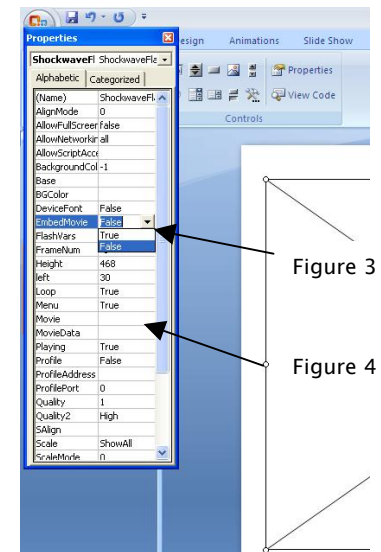 Properties
esign Animations Slide Show
ShockwaveFl ShockwaveFla
Alphabetic Categorized
Properties
View Code
Controls
(Name) ShockwaveFl
AlignMode 0
AllowFullScreer false
AllowNetworkin all
AllowScriptAcce
BackgroundCol -1
Base
BGColor
DeviceFont False
EmbedMovie False
FlashVars True
FrameNum False
Height 468
left 30
Loop True
Menu True
Movie
MovieData
Playing True
Profile False
ProfileAddress
ProfilePort 0
Quality 1
Quality2 High
SAlign
Scale ShowAll
ScaleMode 0
Figure 3
Figure 4